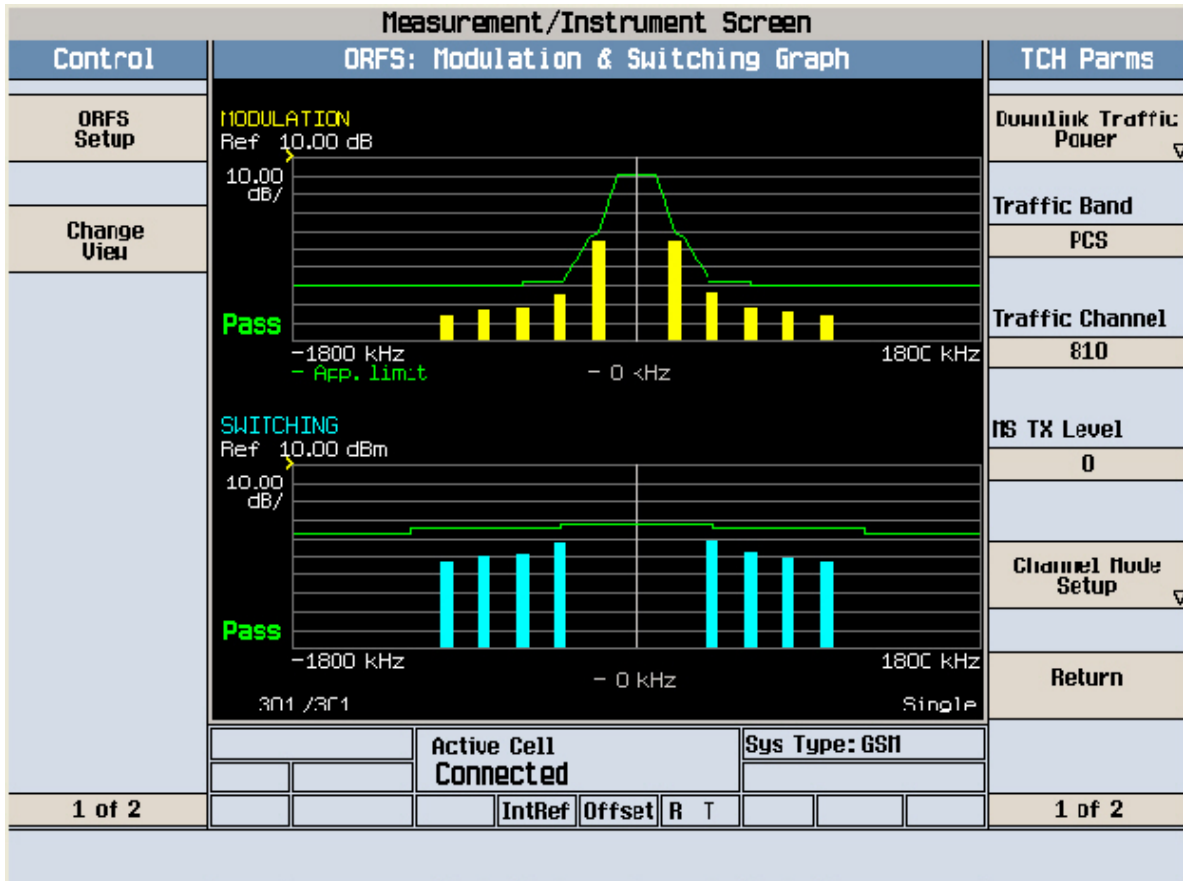 Measurement/Instrument Screen
Control
ORFS: Modulation & Switching Graph
TCH Parms
ORFS
Setup
Change
View
1 of 2
MODULATION
Ref 10.00 dB
10.00
dB/
Pass
-1800 kHz
1800 kHz
- App. limit
- 0 kHz
SWITCHING
Ref 10.00 dBm
10.00
dB/
Pass
-1800 kHz
1800 kHz
- 0 kHz
301/301
Single
Active Cell
Connected
Sys Type: GSM
IntRef
Offset
R T
Downlink Traffic
Power
Traffic Band
PCS
Traffic Channel
810
MS TX Level
0
Channel Mode
Setup
Return
1 of 2